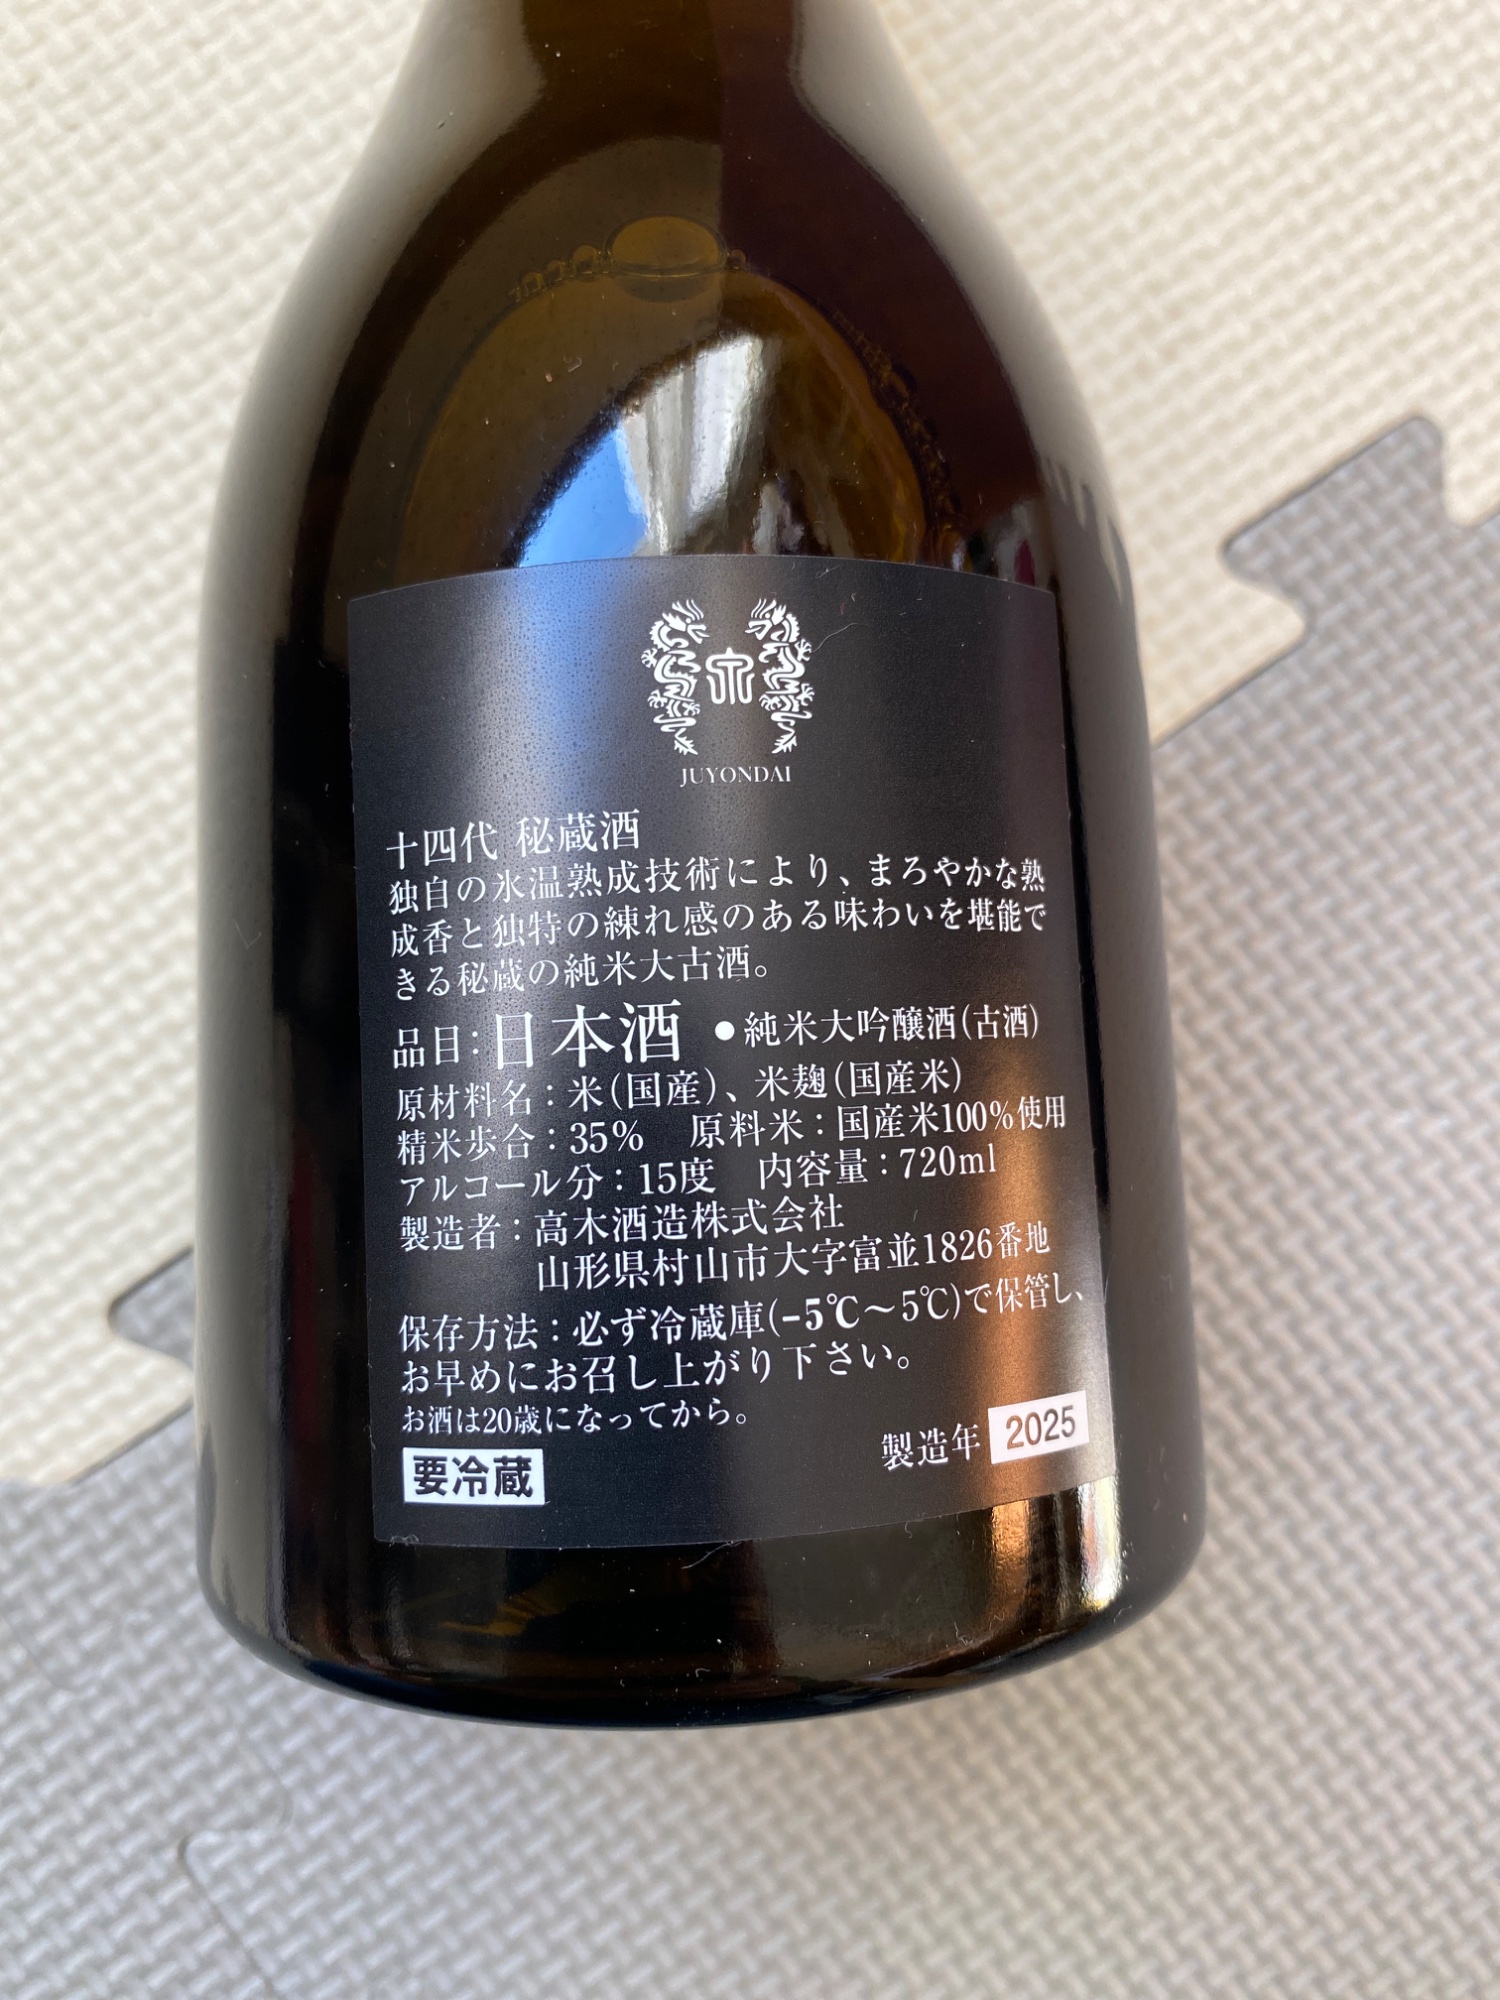 JUYONDAI
十四代 秘蔵酒
独自の氷温熟成技術により、まろやかな熟
成香と独特の練れ感のある味わいを堪能で
きる秘蔵の純米大古酒。
品目:日本酒 ●純米大吟醸酒(古酒)
原材料名:米(国産)、米麹(国産米)
精米歩合:35% 原料米:国産米100%使用
アルコール分:15度 内容量:720ml
製造者:高木酒造株式会社
山形県村山市大字富並1826番地
保存方法:必ず冷蔵庫(-5℃〜5℃)で保管し、
お早めにお召し上がり下さい。
お酒は20歳になってから。
製造年 2025
要冷蔵